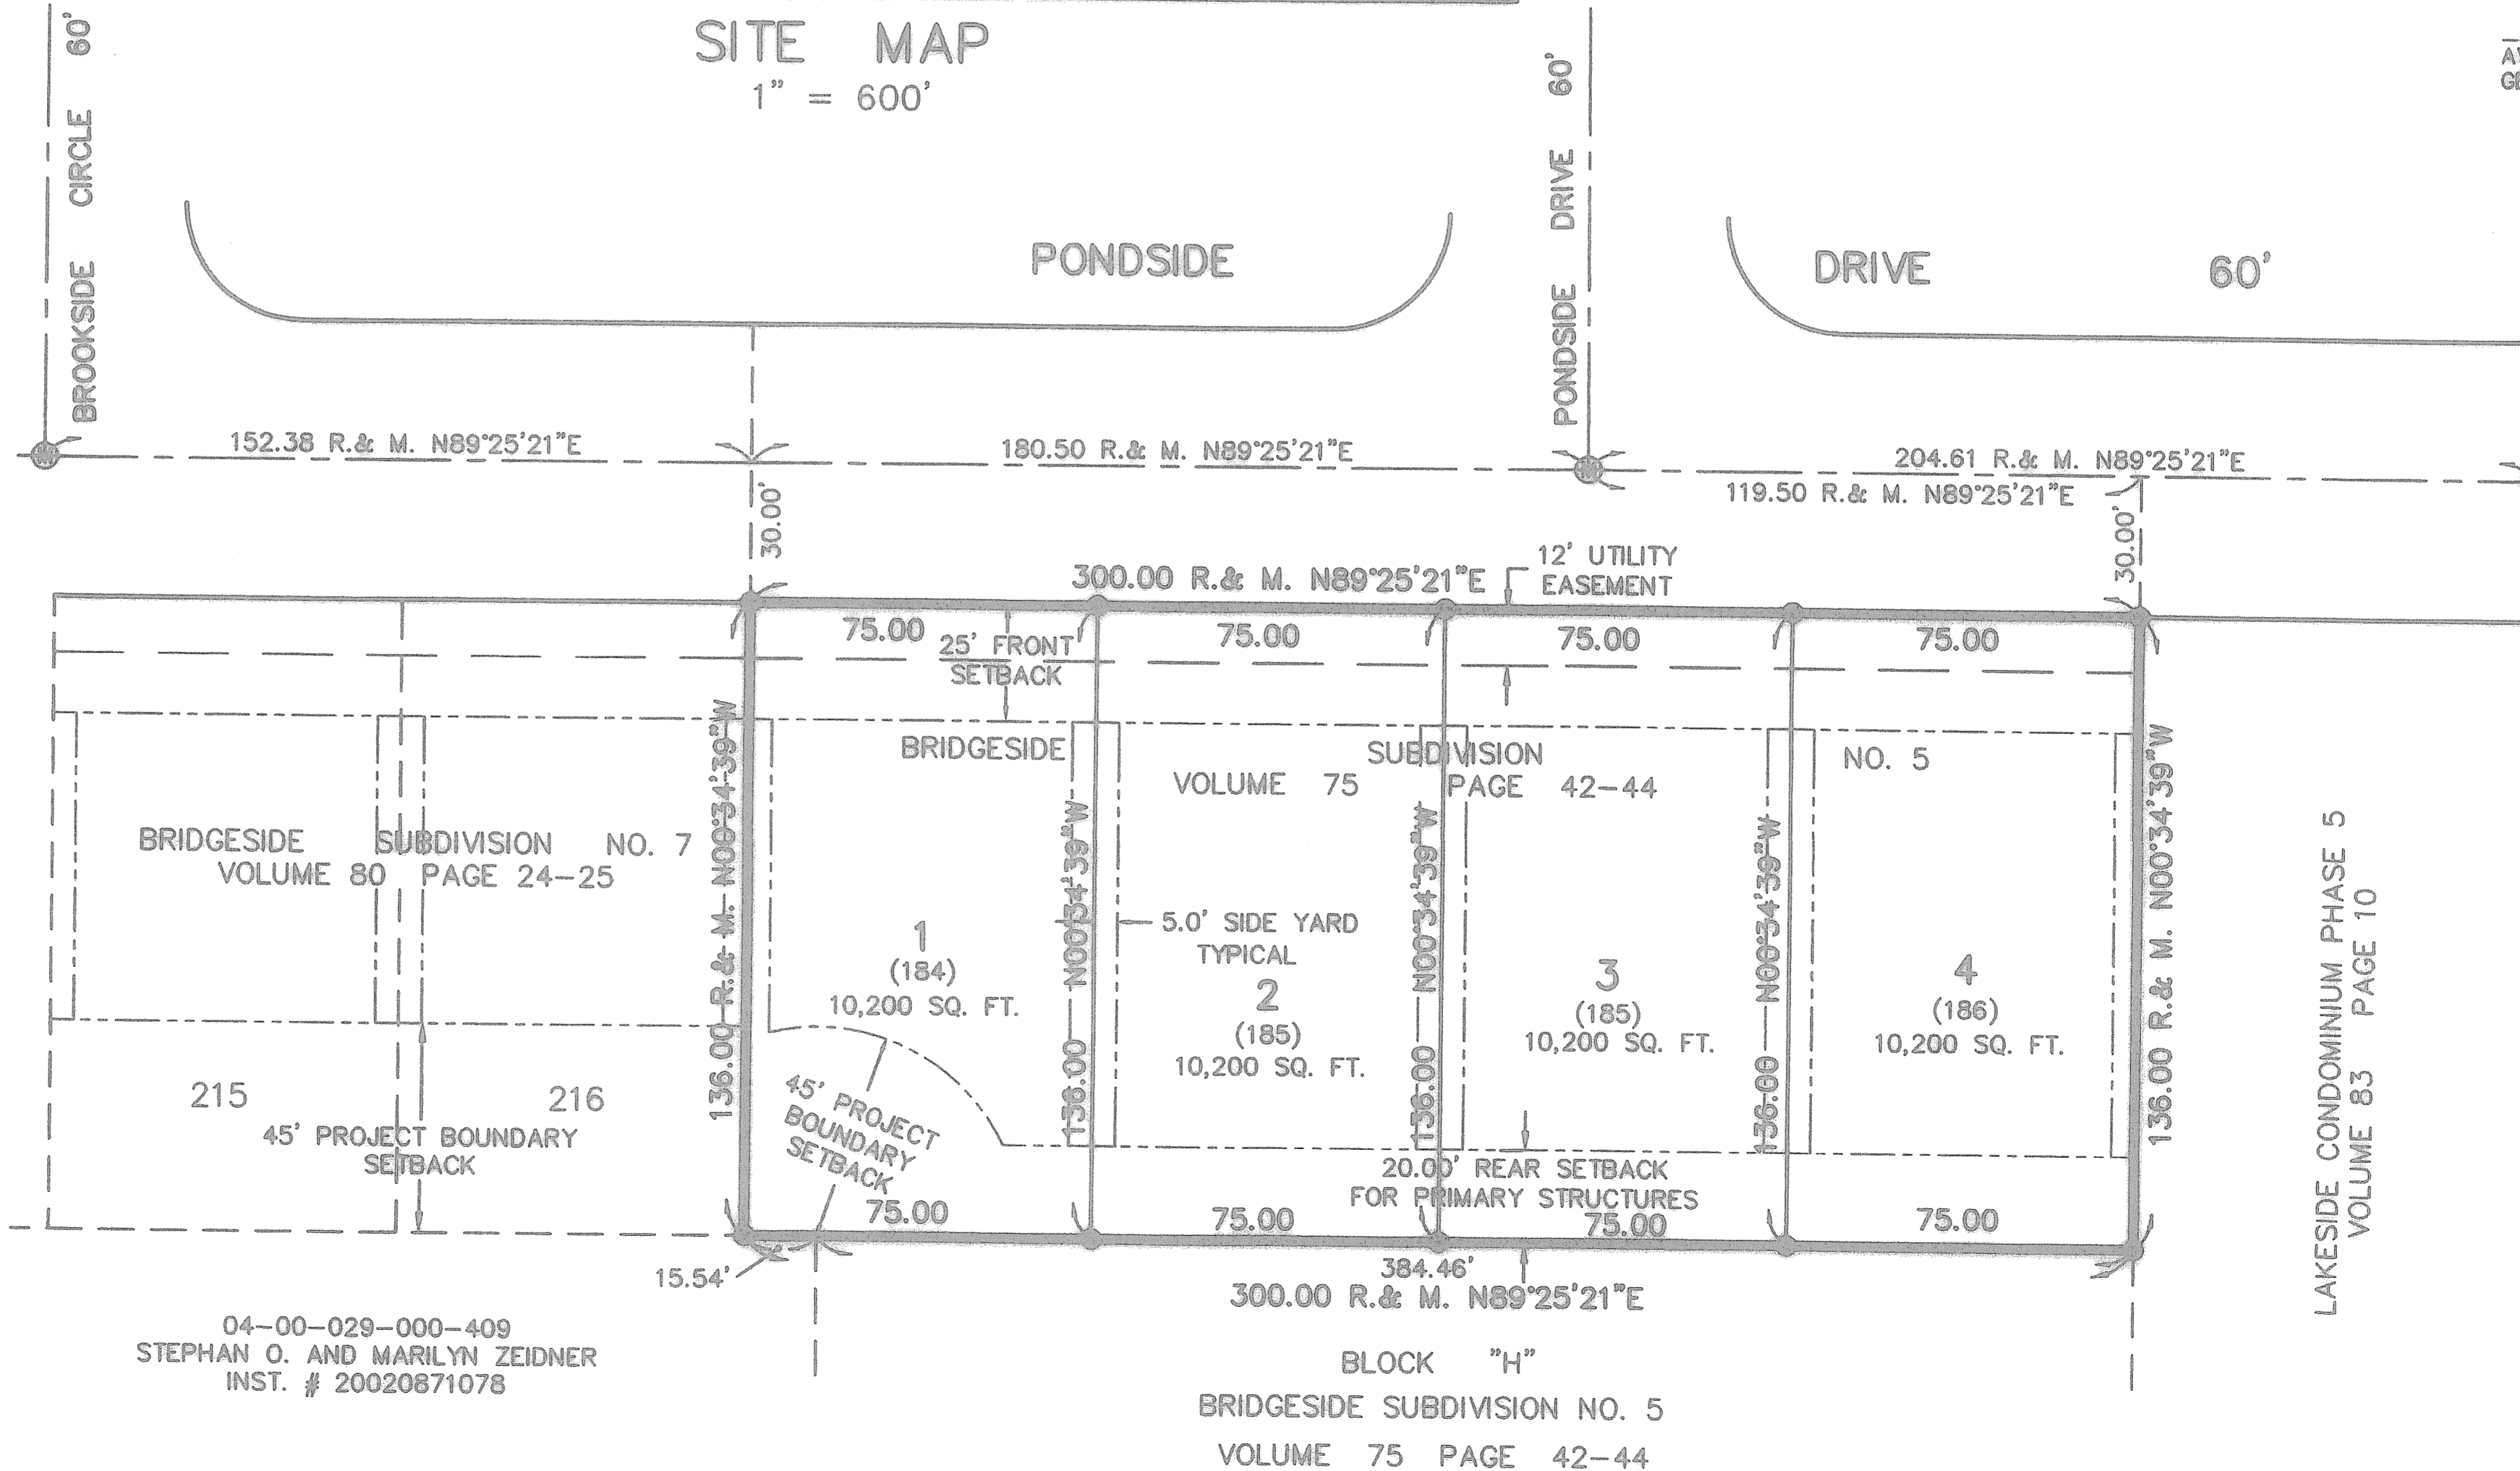 SITE MAP
1" = 600'
BROOKSIDE CIRCLE 60'
PONDSIDE DRIVE 60'
PONDSIDE DRIVE 60'
152.38 R.& M. N89°25'21"E
180.50 R.& M. N89°25'21"E
204.61 R.& M. N89°25'21"E
119.50 R.& M. N89°25'21"E
30.00'
30.00'
12' UTILITY
EASEMENT
300.00 R.& M. N89°25'21"E
75.00
75.00
75.00
75.00
25' FRONT
SETBACK
BRIDGESIDE SUBDIVISION NO. 5
VOLUME 75 PAGE 42-44
BRIDGESIDE SUBDIVISION NO. 7
VOLUME 80 PAGE 24-25
136.00 R.& M. N00°34'39"W
136.00 N00°34'39"W
136.00 N00°34'39"W
136.00 N00°34'39"W
136.00 R.& M. N00°34'39"W
5.0' SIDE YARD
TYPICAL
1
(184)
10,200 SQ. FT.
2
(185)
10,200 SQ. FT.
3
(185)
10,200 SQ. FT.
4
(186)
10,200 SQ. FT.
LAKESIDE CONDOMINIUM PHASE 5
VOLUME 83 PAGE 10
215
216
45' PROJECT BOUNDARY
SETBACK
45' PROJECT
BOUNDARY
SETBACK
20.00' REAR SETBACK
FOR PRIMARY STRUCTURES
75.00
75.00
75.00
75.00
15.54'
384.46'
300.00 R.& M. N89°25'21"E
04-00-029-000-409
STEPHAN O. AND MARILYN ZEIDNER
INST. # 20020871078
BLOCK "H"
BRIDGESIDE SUBDIVISION NO. 5
VOLUME 75 PAGE 42-44